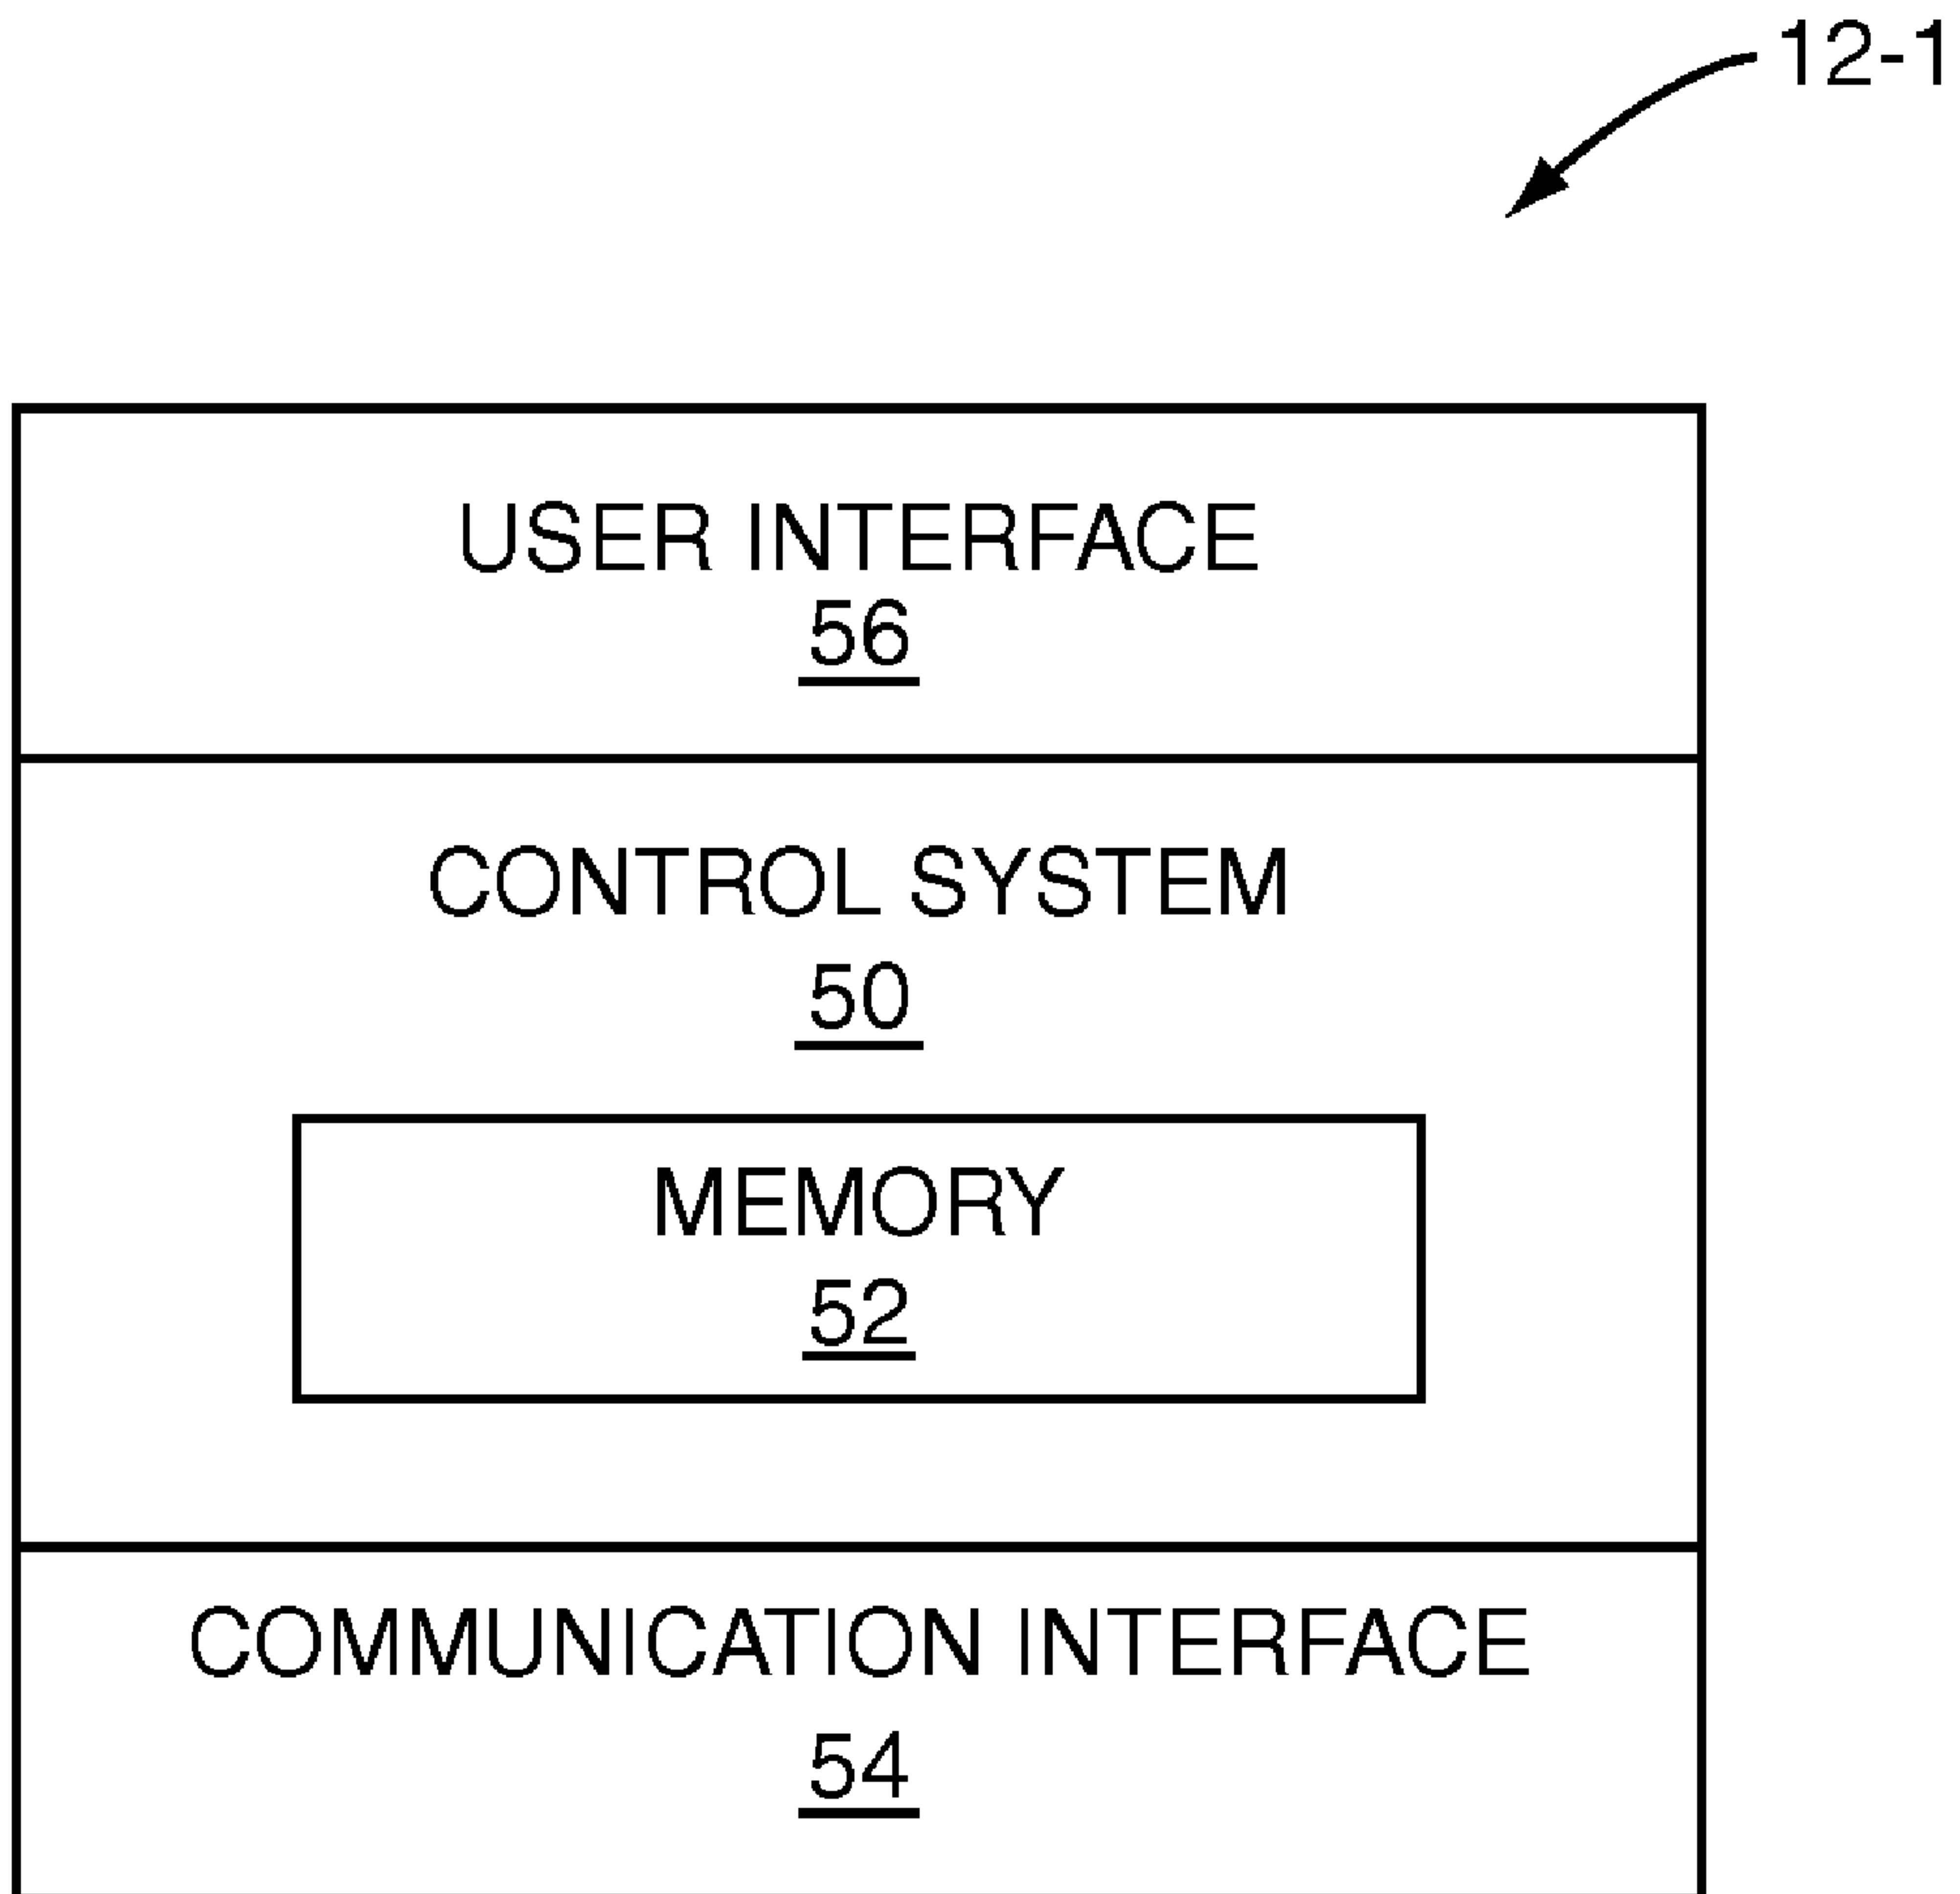 12-1
USER INTERFACE
56
CONTROL SYSTEM
50
MEMORY
52
COMMUNICATION INTERFACE
54